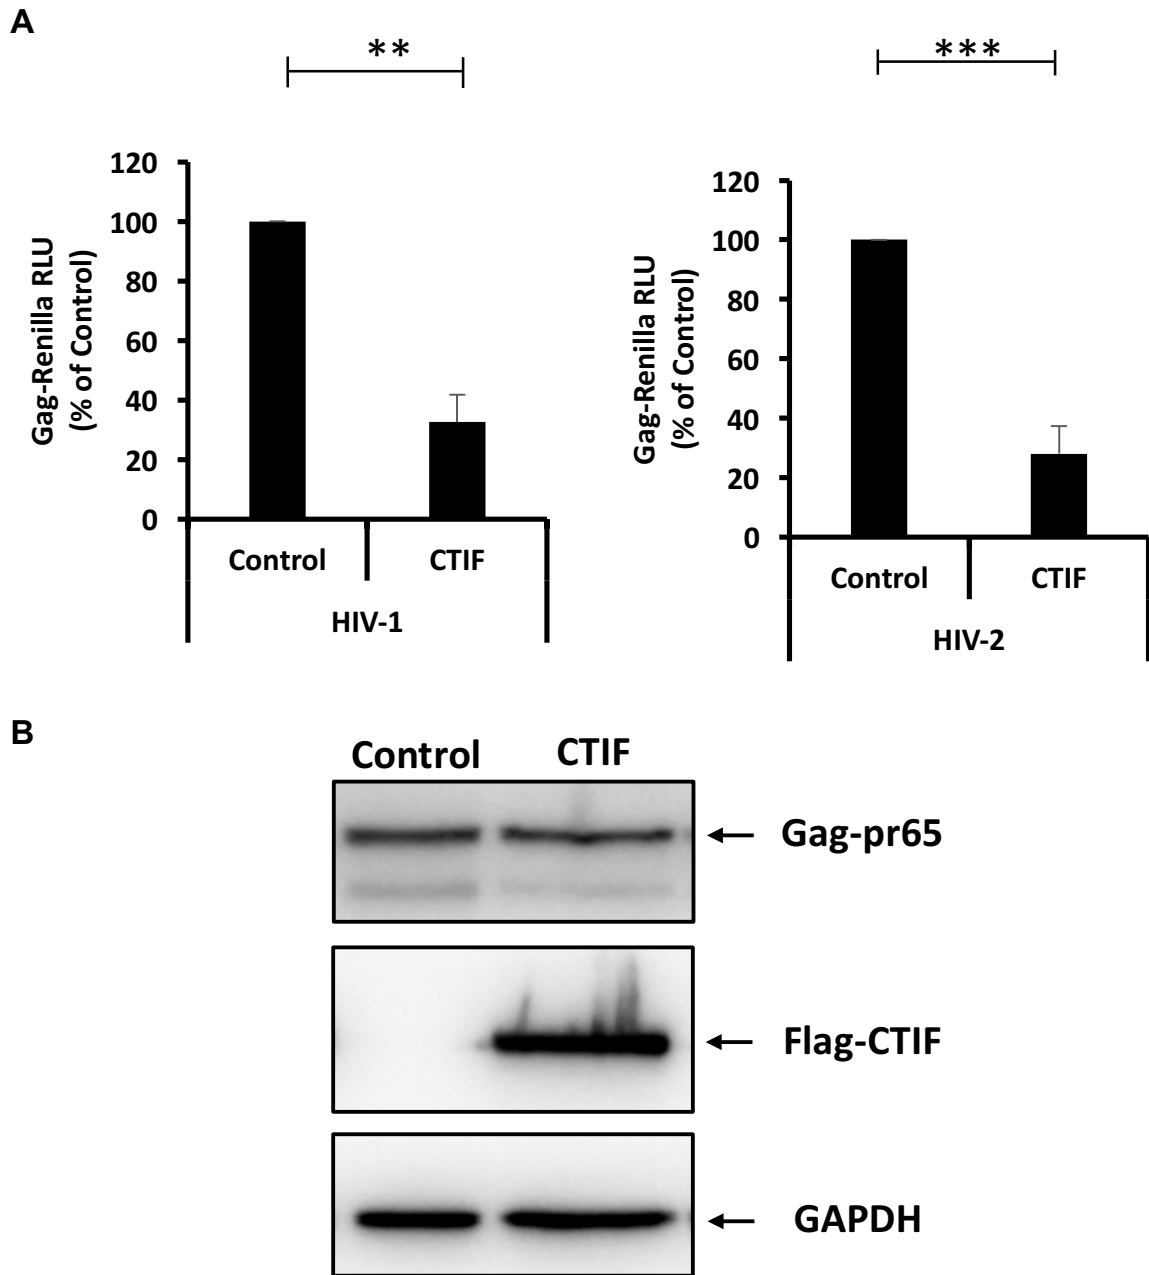 A
**
***
120
100
80
60
40
20
0
Gag-Renilla RLU
(% of Control)
Control
CTIF
HIV-1
120
100
80
60
40
20
0
Gag-Renilla RLU
(% of Control)
Control
CTIF
HIV-2
B
Control
CTIF
Gag-pr65
Flag-CTIF
GAPDH